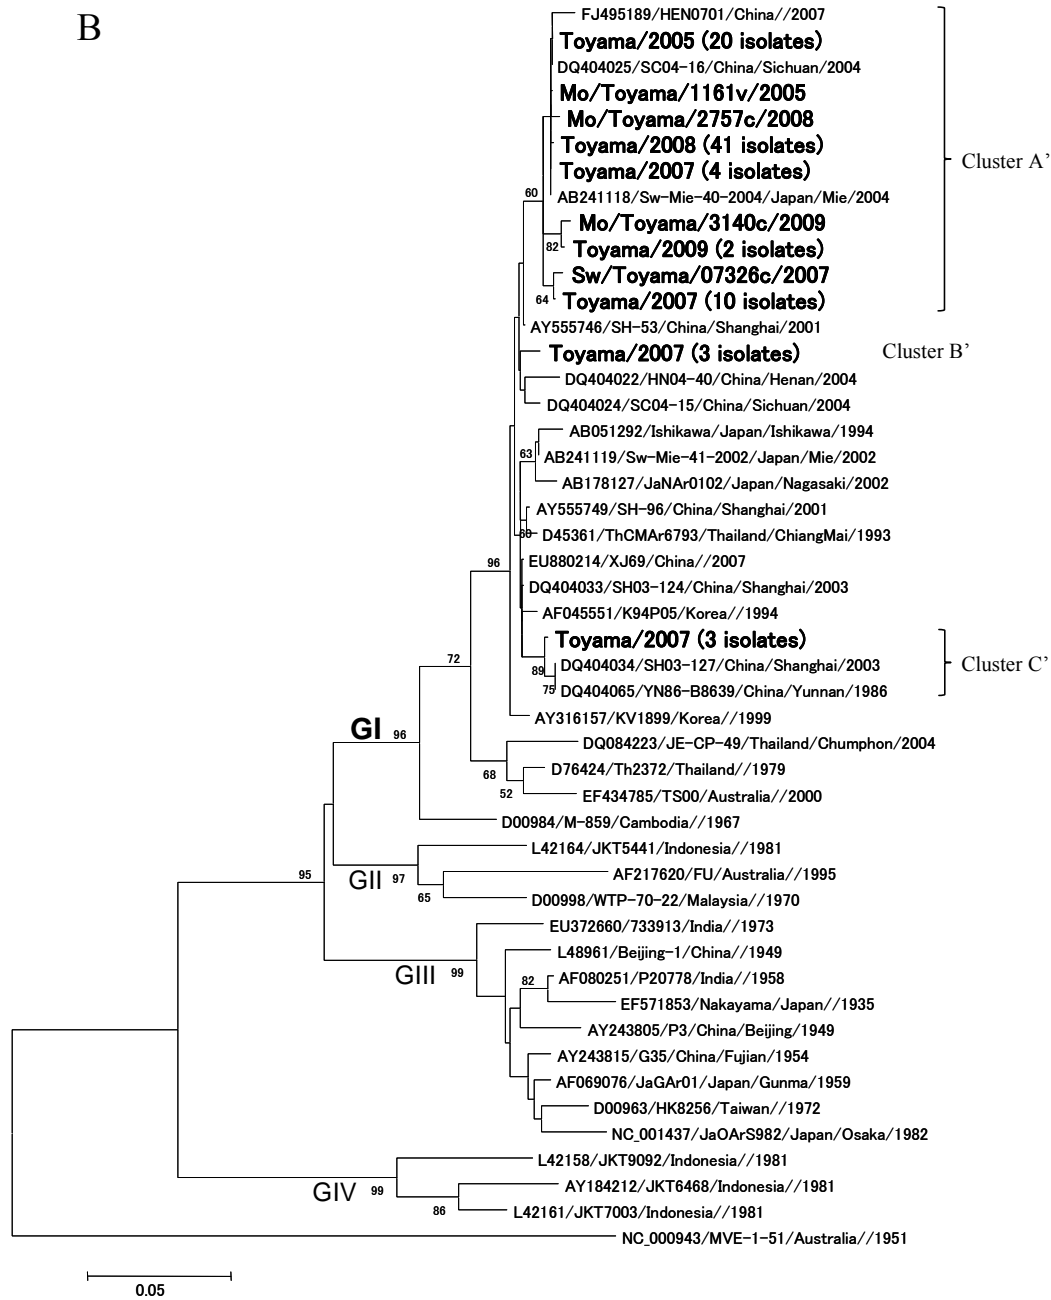 B
FJ495189/HEN0701/China//2007
Toyama/2005 (20 isolates)
DQ404025/SC04-16/China/Sichuan/2004
Mo/Toyama/1161v/2005
Mo/Toyama/2757c/2008
Toyama/2008 (41 isolates)
Cluster A’
Toyama/2007 (4 isolates)
60
AB241118/Sw-Mie-40-2004/Japan/Mie/2004
Mo/Toyama/3140c/2009
82
Toyama/2009 (2 isolates)
Sw/Toyama/07326c/2007
64
Toyama/2007 (10 isolates)
AY555746/SH-53/China/Shanghai/2001
Toyama/2007 (3 isolates)
Cluster B’
DQ404022/HN04-40/China/Henan/2004
DQ404024/SC04-15/China/Sichuan/2004
AB051292/Ishikawa/Japan/Ishikawa/1994
63
AB241119/Sw-Mie-41-2002/Japan/Mie/2002
AB178127/JaNAr0102/Japan/Nagasaki/2002
AY555749/SH-96/China/Shanghai/2001
60
D45361/ThCMAr6793/Thailand/ChiangMai/1993
96
EU880214/XJ69/China//2007
DQ404033/SH03-124/China/Shanghai/2003
AF045551/K94P05/Korea//1994
Toyama/2007 (3 isolates)
72
89
DQ404034/SH03-127/China/Shanghai/2003
Cluster C’
75
DQ404065/YN86-B8639/China/Yunnan/1986
AY316157/KV1899/Korea//1999
GI
96
DQ084223/JE-CP-49/Thailand/Chumphon/2004
68
D76424/Th2372/Thailand//1979
52
EF434785/TS00/Australia//2000
D00984/M-859/Cambodia//1967
L42164/JKT5441/Indonesia//1981
95
GII
97
AF217620/FU/Australia//1995
65
D00998/WTP-70-22/Malaysia//1970
EU372660/733913/India//1973
L48961/Beijing-1/China//1949
GIII
99
82
AF080251/P20778/India//1958
EF571853/Nakayama/Japan//1935
AY243805/P3/China/Beijing/1949
AY243815/G35/China/Fujian/1954
AF069076/JaGAr01/Japan/Gunma/1959
D00963/HK8256/Taiwan//1972
NC_001437/JaOArS982/Japan/Osaka/1982
L42158/JKT9092/Indonesia//1981
GIV
99
AY184212/JKT6468/Indonesia//1981
86
L42161/JKT7003/Indonesia//1981
NC_000943/MVE-1-51/Australia//1951
0.05